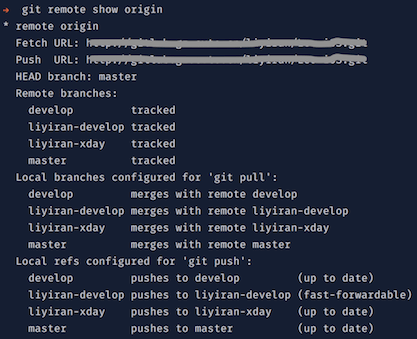 ➜ git remote show origin
* remote origin
Fetch URL:
Push URL:
HEAD branch: master
Remote branches:
develop tracked
liyiran-develop tracked
liyiran-xday tracked
master tracked
Local branches configured for 'git pull':
develop merges with remote develop
liyiran-develop merges with remote liyiran-develop
liyiran-xday merges with remote liyiran-xday
master merges with remote master
Local refs configured for 'git push':
develop pushes to develop (up to date)
liyiran-develop pushes to liyiran-develop (fast-forwardable)
liyiran-xday pushes to liyiran-xday (up to date)
master pushes to master (up to date)